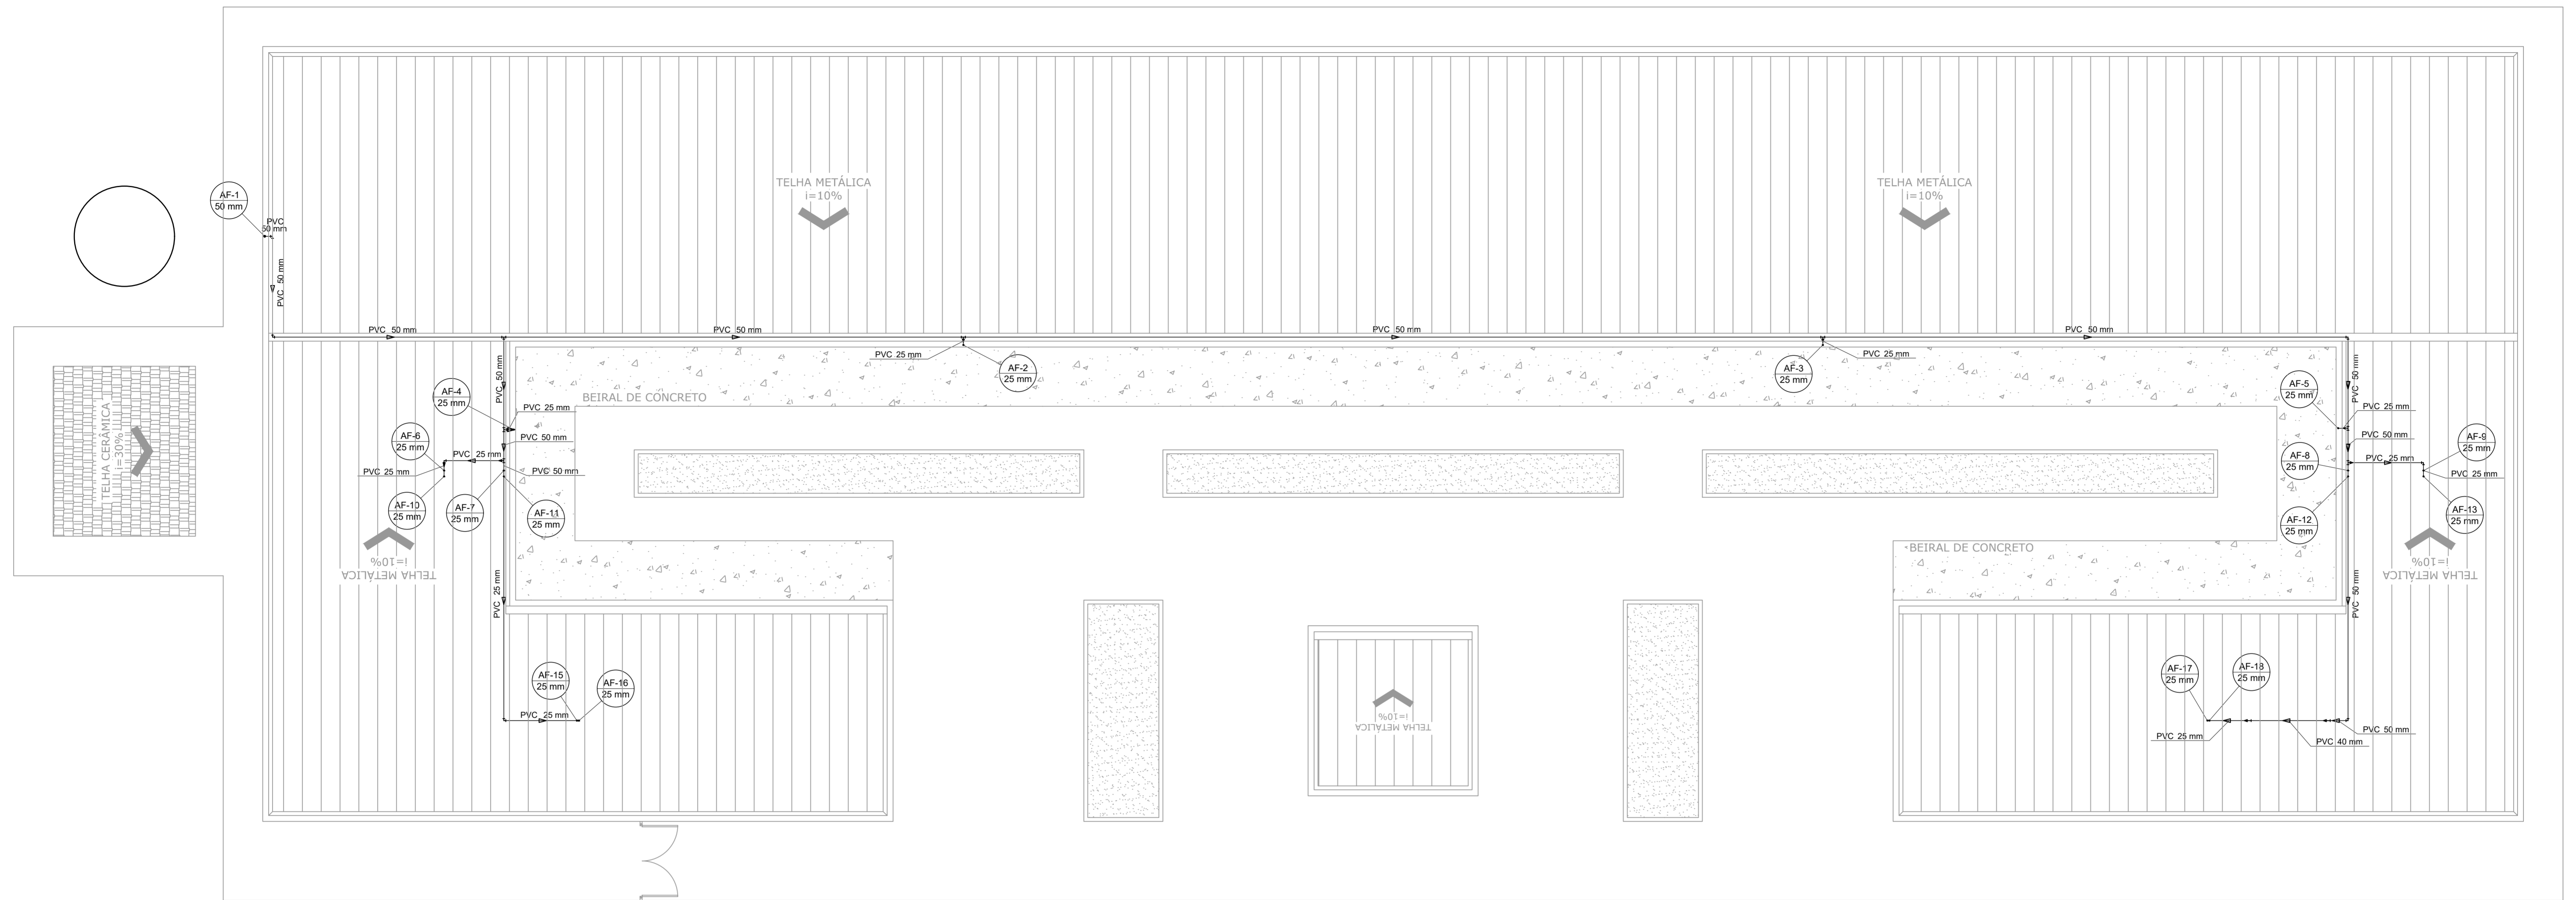 TELHA METÁLICA
i=10%
TELHA METÁLICA
i=10%
AF-1
50 mm
PVC
50 mm
PVC 50 mm
PVC 50 mm
PVC 50 mm
PVC 50 mm
PVC 50 mm
PVC 25 mm
AF-2
25 mm
AF-3
25 mm
PVC 25 mm
PVC 50 mm
AF-4
25 mm
PVC 25 mm
BEIRAL DE CONCRETO
AF-5
25 mm
PVC 50 mm
PVC 25 mm
TELHA CERÂMICA
i=30%
AF-6
25 mm
PVC 50 mm
PVC 25 mm
PVC 25 mm
PVC 50 mm
AF-10
25 mm
AF-7
25 mm
AF-11
25 mm
PVC 50 mm
AF-9
25 mm
AF-8
25 mm
PVC 25 mm
PVC 25 mm
AF-12
25 mm
AF-13
25 mm
TELHA METÁLICA
i=10%
BEIRAL DE CONCRETO
TELHA METÁLICA
i=10%
PVC 25 mm
PVC 50 mm
AF-15
25 mm
AF-16
25 mm
PVC 25 mm
TELHA METÁLICA
i=10%
AF-17
25 mm
AF-18
25 mm
PVC 25 mm
PVC 40 mm
PVC 50 mm